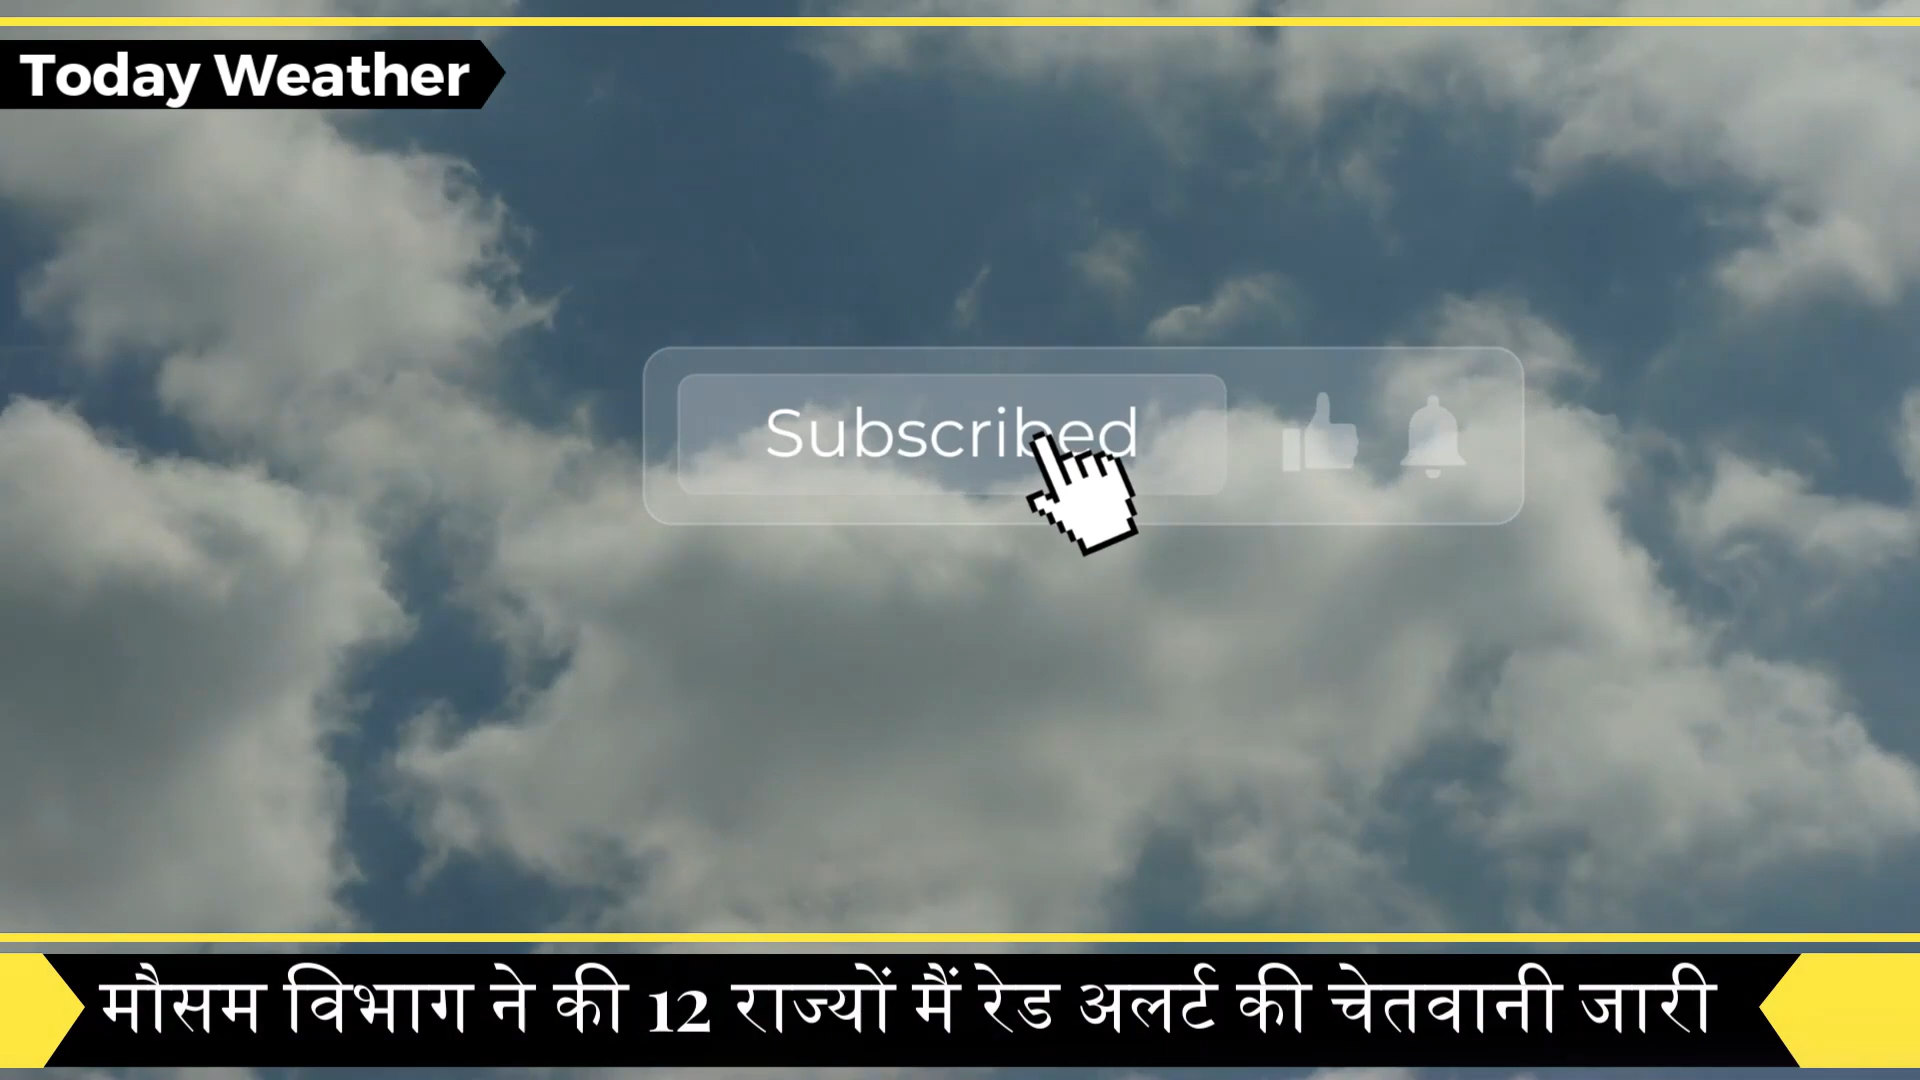 Today Weather
Subscribed
मौसम विभाग ने की 12 राज्यों मैं रेड अलर्ट की चेतवानी जारी